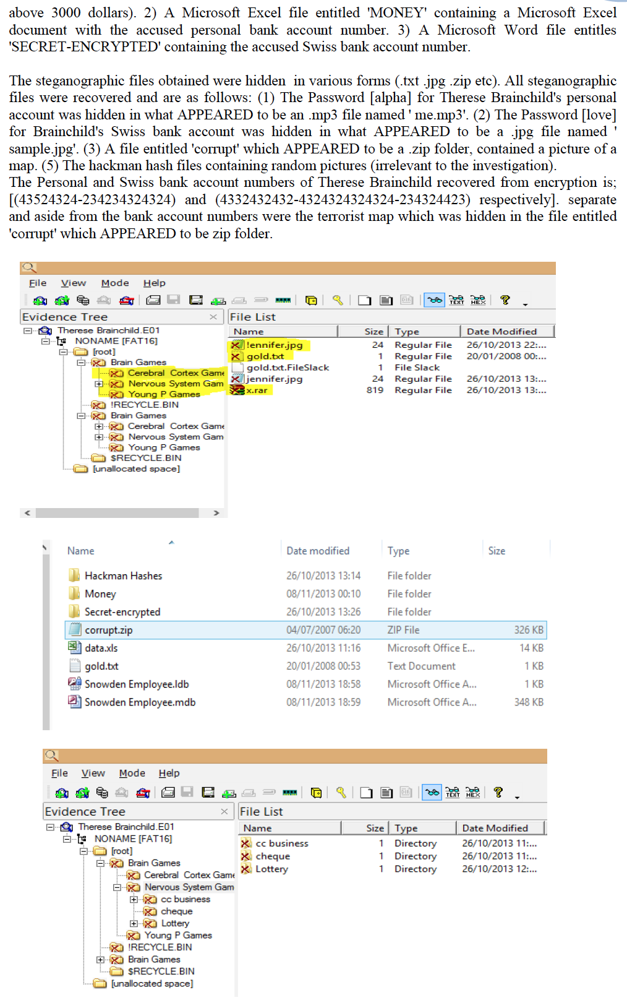 above 3000 dollars). 2) A Microsoft Excel file entitled 'MONEY' containing a Microsoft Excel
document with the accused personal bank account number. 3) A Microsoft Word file entitles
'SECRET-ENCRYPTED' containing the accused Swiss bank account number.
The steganographic files obtained were hidden in various forms (.txt .jpg .zip etc). All steganographic
files were recovered and are as follows: (1) The Password [alpha] for Therese Brainchild's personal
account was hidden in what APPEARED to be an .mp3 file named ' me.mp3'. (2) The Password [love]
for Brainchild's Swiss bank account was hidden in what APPEARED to be a .jpg file named '
sample.jpg'. (3) A file entitled 'corrupt' which APPEARED to be a .zip folder, contained a picture of a
map. (5) The hackman hash files containing random pictures (irrelevant to the investigation).
The Personal and Swiss bank account numbers of Therese Brainchild recovered from encryption is;
[(43524324-234234324324) and (4332432432-4324324324324-234324423) respectively]. separate
and aside from the bank account numbers were the terrorist map which was hidden in the file entitled
'corrupt' which APPEARED to be zip folder.
File View Mode Help
TEXT HEX
Evidence Tree
Therese Brainchild.E01
NONAME [FAT16]
[root]
Brain Games
Cerebral Cortex Game
Nervous System Gam
Young P Games
!RECYCLE.BIN
Brain Games
Cerebral Cortex Game
Nervous System Gam
Young P Games
$RECYCLE.BIN
[unallocated space]
File List
Name Size Type Date Modified
!ennifer.jpg 24 Regular File 26/10/2013 22:...
gold.txt 1 Regular File 20/01/2008 00:...
gold.txt.FileSlack 1 File Slack
jennifer.jpg 24 Regular File 26/10/2013 13:...
x.rar 819 Regular File 26/10/2013 13:...
Name Date modified Type Size
Hackman Hashes 26/10/2013 13:14 File folder
Money 08/11/2013 00:10 File folder
Secret-encrypted 26/10/2013 13:26 File folder
corrupt.zip 04/07/2007 06:20 ZIP File 326 KB
data.xls 26/10/2013 11:16 Microsoft Office E... 14 KB
gold.txt 20/01/2008 00:53 Text Document 1 KB
Snowden Employee.ldb 08/11/2013 18:58 Microsoft Office A... 1 KB
Snowden Employee.mdb 08/11/2013 18:59 Microsoft Office A... 348 KB
File View Mode Help
TEXT HEX
Evidence Tree
Therese Brainchild.E01
NONAME [FAT16]
[root]
Brain Games
Cerebral Cortex Game
Nervous System Gam
cc business
cheque
Lottery
Young P Games
!RECYCLE.BIN
Brain Games
$RECYCLE.BIN
[unallocated space]
File List
Name Size Type Date Modified
cc business 1 Directory 26/10/2013 11:...
cheque 1 Directory 26/10/2013 11:...
Lottery 1 Directory 26/10/2013 12:...